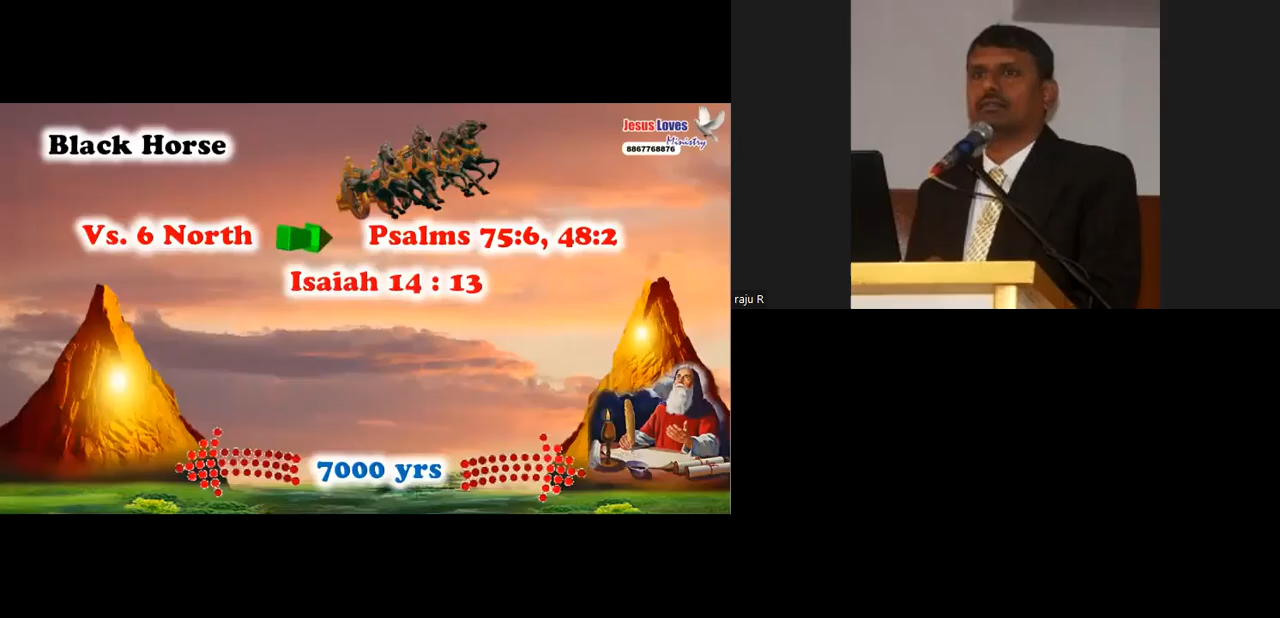 Black Horse
Jesus Loves
Ministry
8867768876
Vs. 6 North
Psalms 75:6, 48:2
Isaiah 14 : 13
7000 yrs
raju R